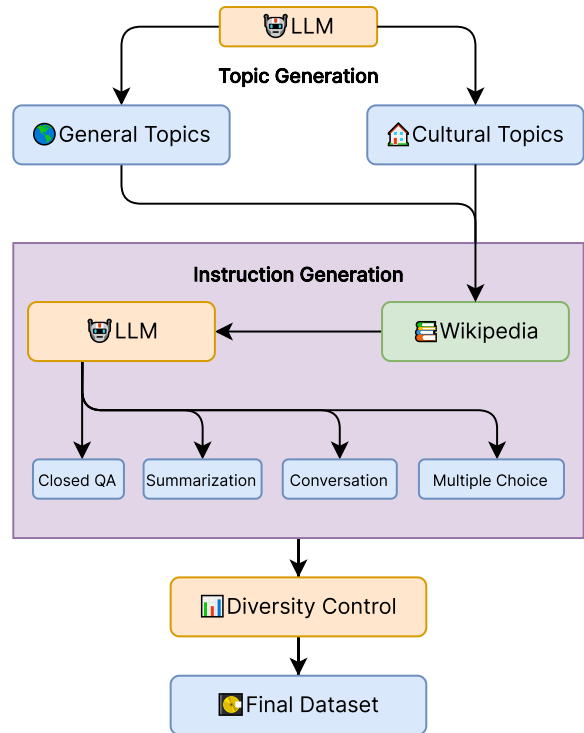 LLM
Topic Generation
General Topics
Cultural Topics
Instruction Generation
LLM
Wikipedia
Closed QA
Summarization
Conversation
Multiple Choice
Diversity Control
Final Dataset